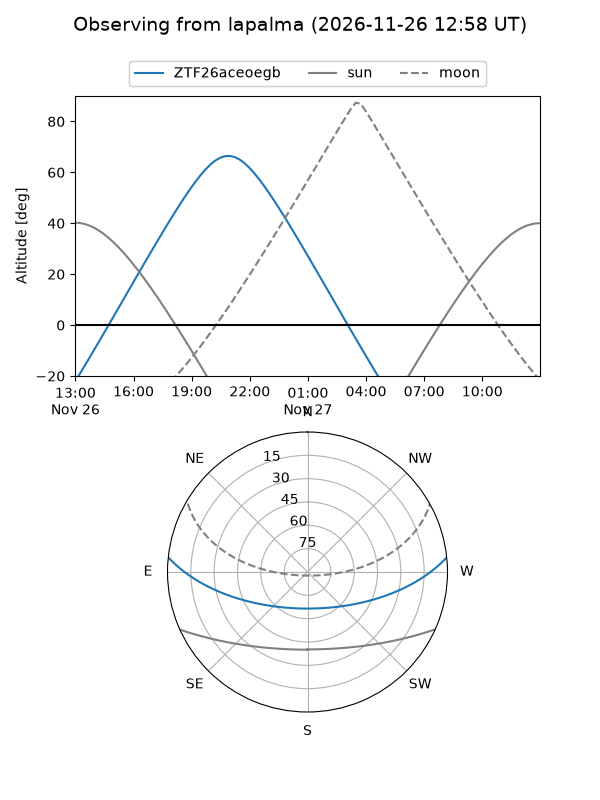 Observing from lapalma (2026-11-26 12:58 UT)
ZTF26aceoegb
sun
moon
Altitude [deg]
80
60
40
20
0
−20
13:00
16:00
19:00
22:00
01:00
04:00
07:00
10:00
Nov 26
Nov 27
N
NE
NW
15
30
45
60
75
E
W
SE
SW
S